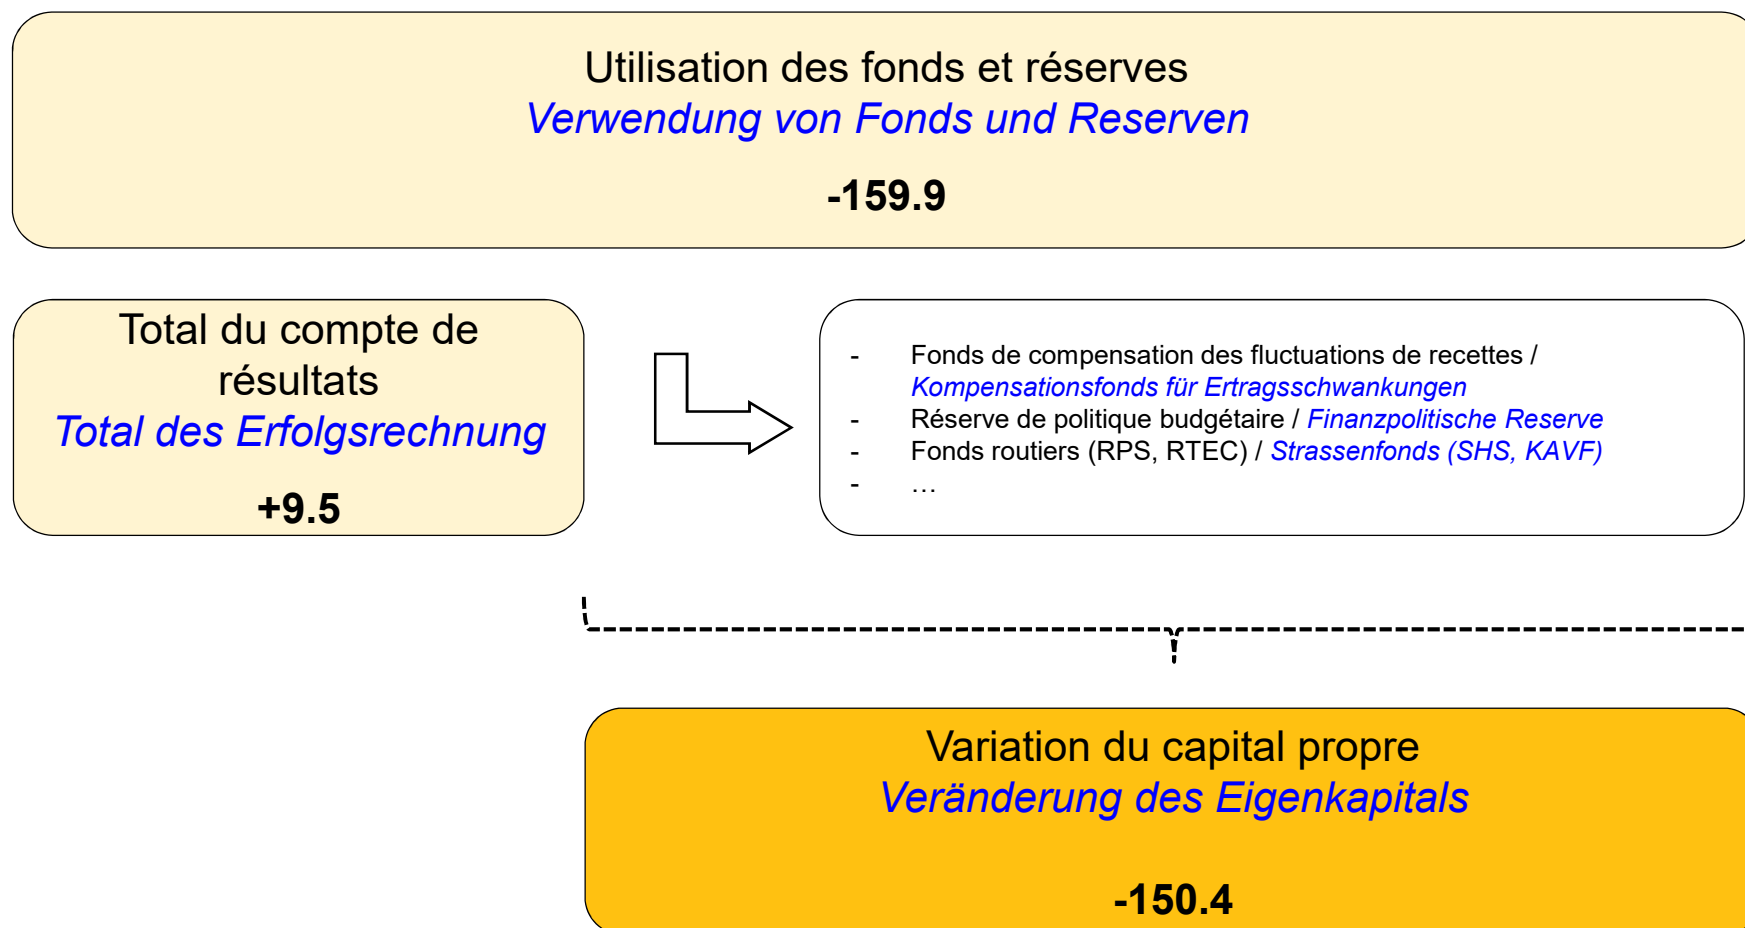 Utilisation des fonds et réserves
Verwendung von Fonds und Reserven
-159.9
Total du compte de
résultats
Total des Erfolgsrechnung
+9.5
- Fonds de compensation des fluctuations de recettes /
Kompensationsfonds für Ertragsschwankungen
- Réserve de politique budgétaire / Finanzpolitische Reserve
- Fonds routiers (RPS, RTEC) / Strassenfonds (SHS, KAVF)
- …
Variation du capital propre
Veränderung des Eigenkapitals
-150.4